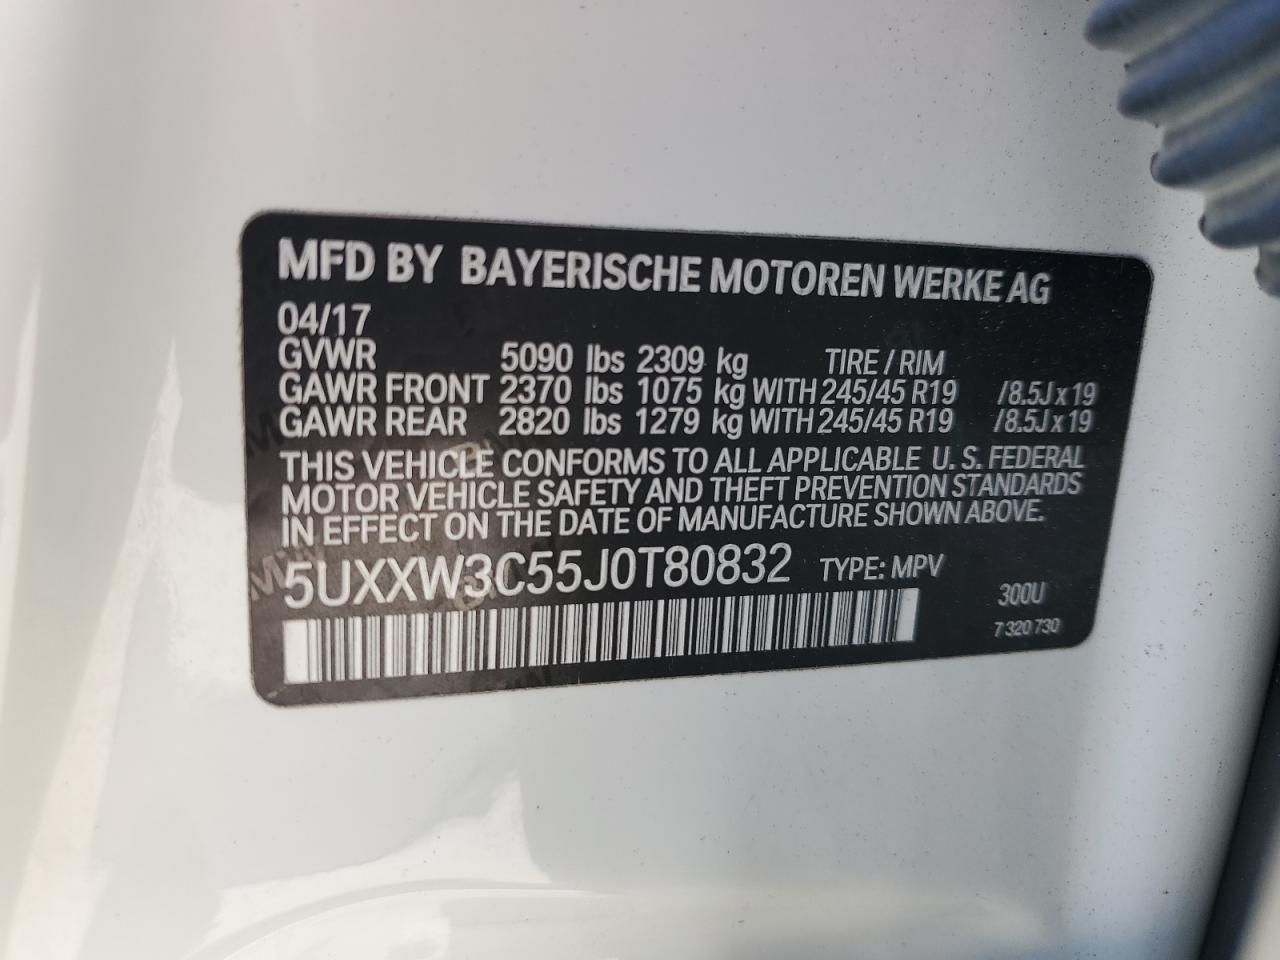 MFD BY BAYERISCHE MOTOREN WERKE AG
04/17
GVWR 5090 lbs 2309 kg TIRE / RIM
GAWR FRONT 2370 lbs 1075 kg WITH 245/45 R19 /8.5J x 19
GAWR REAR 2820 lbs 1279 kg WITH 245/45 R19 /8.5J x 19
THIS VEHICLE CONFORMS TO ALL APPLICABLE U.S. FEDERAL
MOTOR VEHICLE SAFETY AND THEFT PREVENTION STANDARDS
IN EFFECT ON THE DATE OF MANUFACTURE SHOWN ABOVE.
5UXXW3C55J0T80832 TYPE: MPV
300U
7 320 730